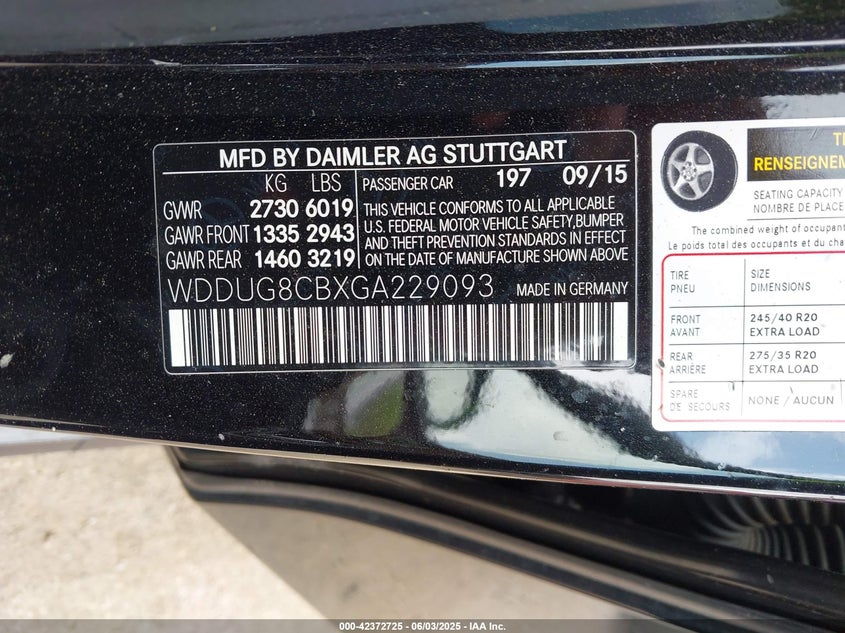 MFD BY DAIMLER AG STUTTGART
KG LBS
GVWR 2730 6019
GAWR FRONT 1335 2943
GAWR REAR 1460 3219
PASSENGER CAR 197 09/15
THIS VEHICLE CONFORMS TO ALL APPLICABLE
U.S. FEDERAL MOTOR VEHICLE SAFETY,BUMPER
AND THEFT PREVENTION STANDARDS IN EFFECT
ON THE DATE OF MANUFACTURE SHOWN ABOVE
WDDUG8CBXGA229093 MADE IN GERMANY
RENSEIGNEM
SEATING CAPACITY
NOMBRE DE PLACE
The combined weight of occupant
Le poids total des occupants et du cha
TIRE SIZE
PNEU DIMENSIONS
FRONT 245/40 R20
AVANT EXTRA LOAD
REAR 275/35 R20
ARRIÈRE EXTRA LOAD
SPARE NONE / AUCUN
DE SECOURS
000-42372725 | 06/03/2025 - IAA Inc.